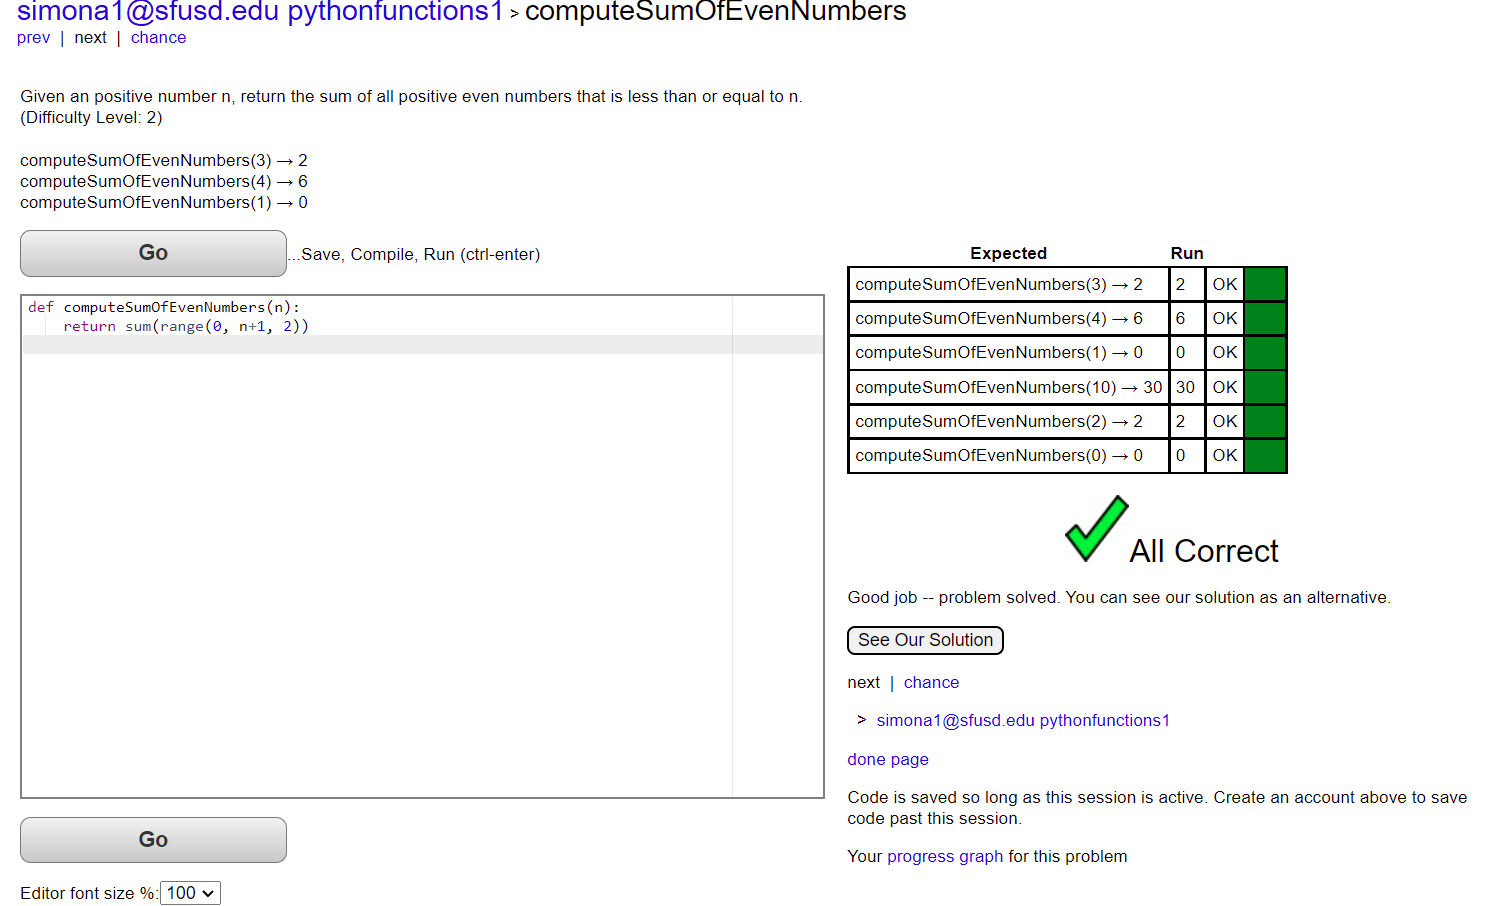 simona1@sfusd.edu pythonfunctions1 > computeSumOfEvenNumbers
prev | next | chance
Given an positive number n, return the sum of all positive even numbers that is less than or equal to n.
(Difficulty Level: 2)
computeSumOfEvenNumbers(3) → 2
computeSumOfEvenNumbers(4) → 6
computeSumOfEvenNumbers(1) → 0
Go ...Save, Compile, Run (ctrl-enter)
def computeSumOfEvenNumbers(n):
    return sum(range(0, n+1, 2))
Go
Editor font size %: 100
Expected Run
computeSumOfEvenNumbers(3) → 2 2 OK
computeSumOfEvenNumbers(4) → 6 6 OK
computeSumOfEvenNumbers(1) → 0 0 OK
computeSumOfEvenNumbers(10) → 30 30 OK
computeSumOfEvenNumbers(2) → 2 2 OK
computeSumOfEvenNumbers(0) → 0 0 OK
All Correct
Good job -- problem solved. You can see our solution as an alternative.
See Our Solution
next | chance
> simona1@sfusd.edu pythonfunctions1
done page
Code is saved so long as this session is active. Create an account above to save
code past this session.
Your progress graph for this problem